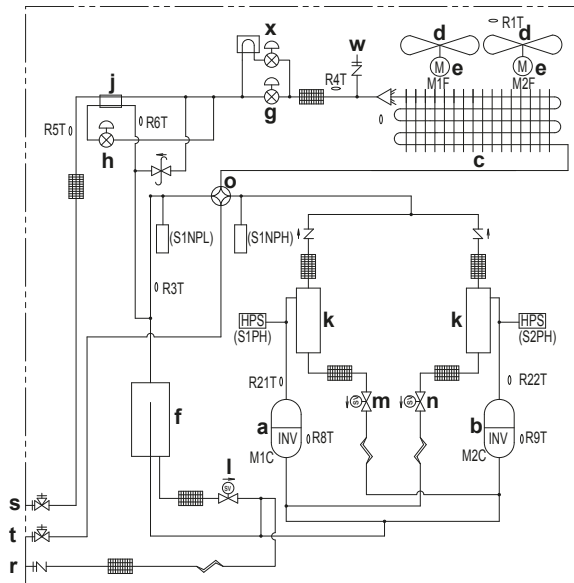 R1T
x
w
d
d
M
e
M
e
M1F
M2F
j
R4T
g
R5T
R6T
h
c
o
(S1NPL)
(S1NPH)
R3T
k
k
HPS
(S1PH)
HPS
(S2PH)
R21T
m
n
R22T
f
a
INV
R8T
b
INV
R9T
M1C
M2C
l
SV
s
t
r